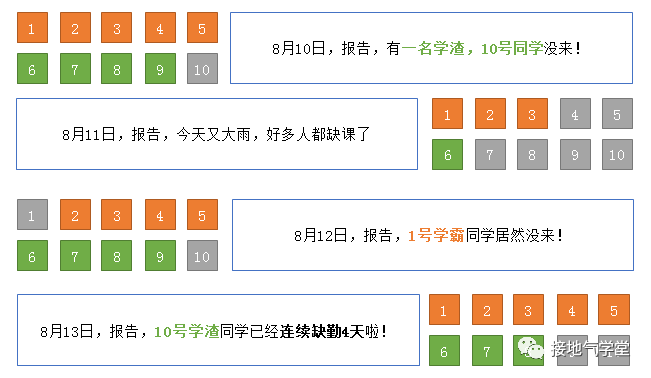 1 2 3 4 5
6 7 8 9 10
8月10日，报告，有一名学渣，10号同学没来！
8月11日，报告，今天又大雨，好多人都缺课了
1 2 3 4 5
6 7 8 9 10
1 2 3 4 5
6 7 8 9 10
8月12日，报告，1号学霸同学居然没来！
8月13日，报告，10号学渣同学已经连续缺勤4天啦！
1 2 3 4 5
6 7
接地气学堂